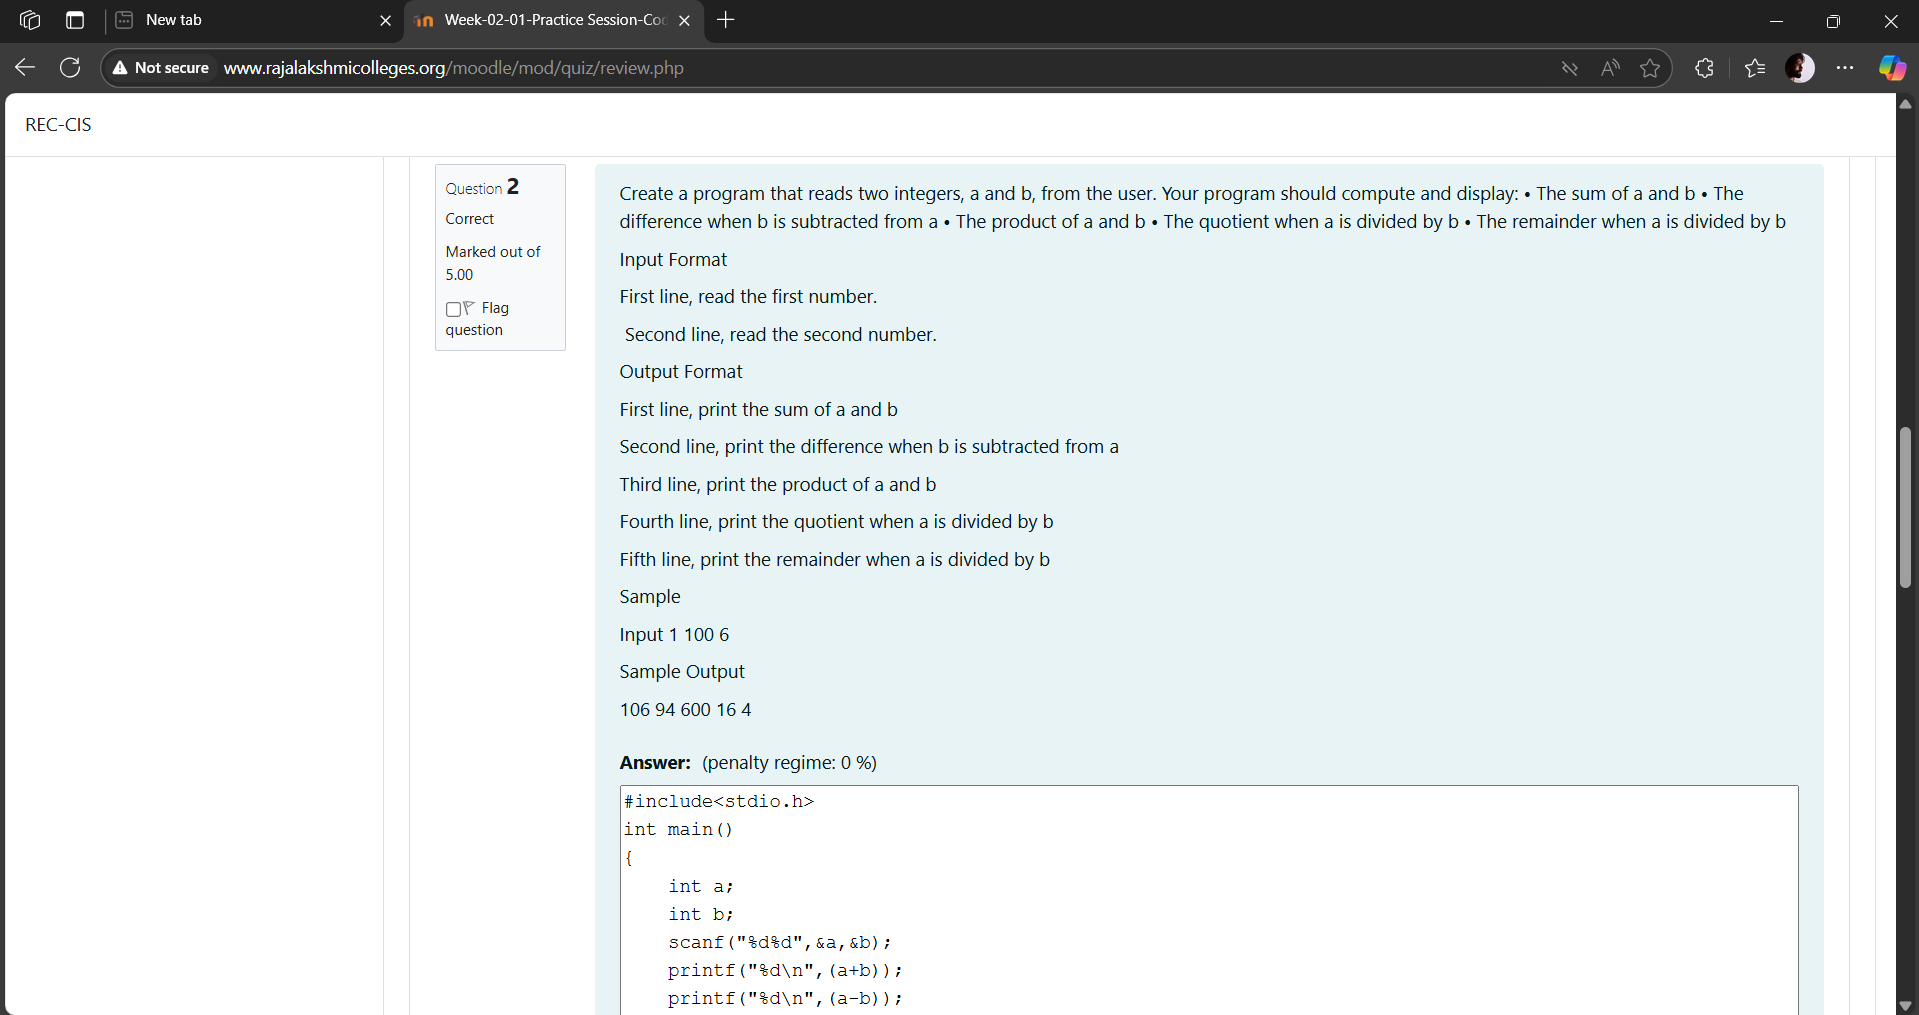 New tab
Week-02-01-Practice Session-Co
Not secure www.rajalakshmicolleges.org/moodle/mod/quiz/review.php
REC-CIS
Question 2
Correct
Marked out of
5.00
Flag
question
Create a program that reads two integers, a and b, from the user. Your program should compute and display: • The sum of a and b • The
difference when b is subtracted from a • The product of a and b • The quotient when a is divided by b • The remainder when a is divided by b
Input Format
First line, read the first number.
Second line, read the second number.
Output Format
First line, print the sum of a and b
Second line, print the difference when b is subtracted from a
Third line, print the product of a and b
Fourth line, print the quotient when a is divided by b
Fifth line, print the remainder when a is divided by b
Sample
Input 1 100 6
Sample Output
106 94 600 16 4
Answer: (penalty regime: 0 %)
#include<stdio.h>
int main()
{
int a;
int b;
scanf("%d%d",&a,&b);
printf("%d\n",(a+b));
printf("%d\n",(a-b));